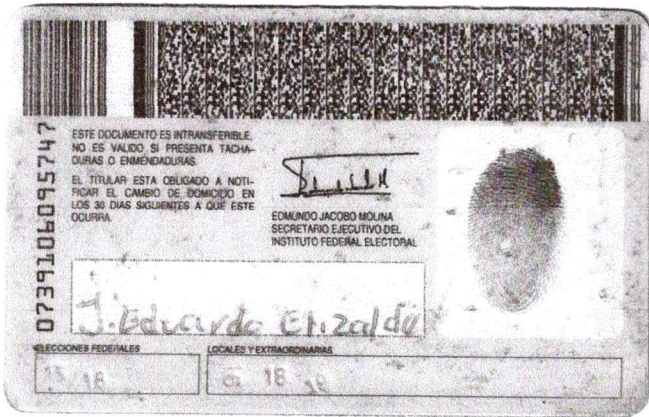 ESTE DOCUMENTO ES INTRANSFERIBLE,
NO ES VALIDO SI PRESENTA TACHA-
DURAS O ENMENDADURAS.
EL TITULAR ESTA OBLIGADO A NOTI-
FICAR EL CAMBIO DE DOMICILIO EN
LOS 30 DIAS SIGUIENTES A QUE ESTE
OCURRA.
EDMUNDO JACOBO MOLINA
SECRETARIO EJECUTIVO DEL
INSTITUTO FEDERAL ELECTORAL
0739106095747
J. Eduardo Elizalde
ELECCIONES FEDERALES
LOCALES Y EXTRAORDINARIAS
18
18